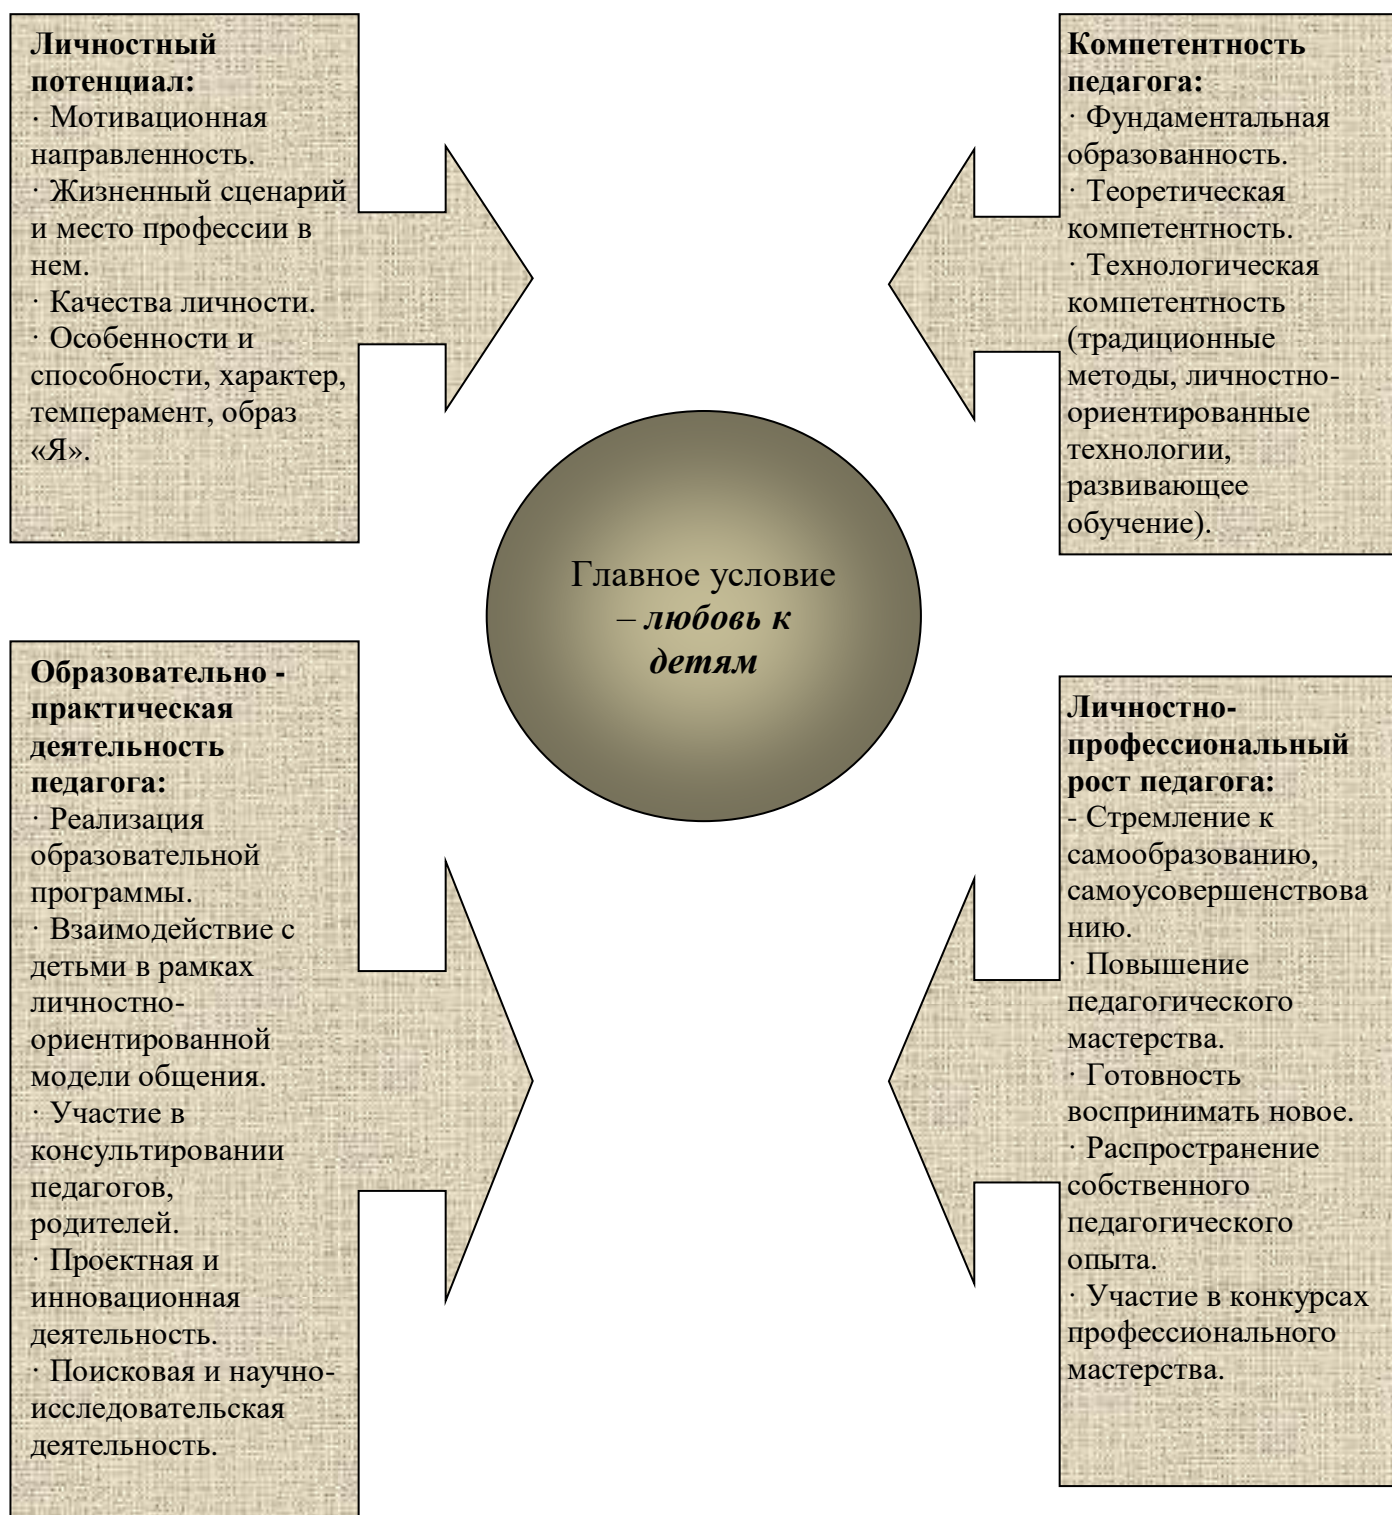 Личностный
потенциал:
· Мотивационная
направленность.
· Жизненный сценарий
и место профессии в
нем.
· Качества личности.
· Особенности и
способности, характер,
темперамент, образ
«Я».
Компетентность
педагога:
· Фундаментальная
образованность.
· Теоретическая
компетентность.
· Технологическая
компетентность
(традиционные
методы, личностно-
ориентированные
технологии,
развивающее
обучение).
Главное условие
– любовь к
детям
Образовательно -
практическая
деятельность
педагога:
· Реализация
образовательной
программы.
· Взаимодействие с
детьми в рамках
личностно-
ориентированной
модели общения.
· Участие в
консультировании
педагогов,
родителей.
· Проектная и
инновационная
деятельность.
· Поисковая и научно-
исследовательская
деятельность.
Личностно-
профессиональный
рост педагога:
- Стремление к
самообразованию,
самоусовершенствова
нию.
· Повышение
педагогического
мастерства.
· Готовность
воспринимать новое.
· Распространение
собственного
педагогического
опыта.
· Участие в конкурсах
профессионального
мастерства.